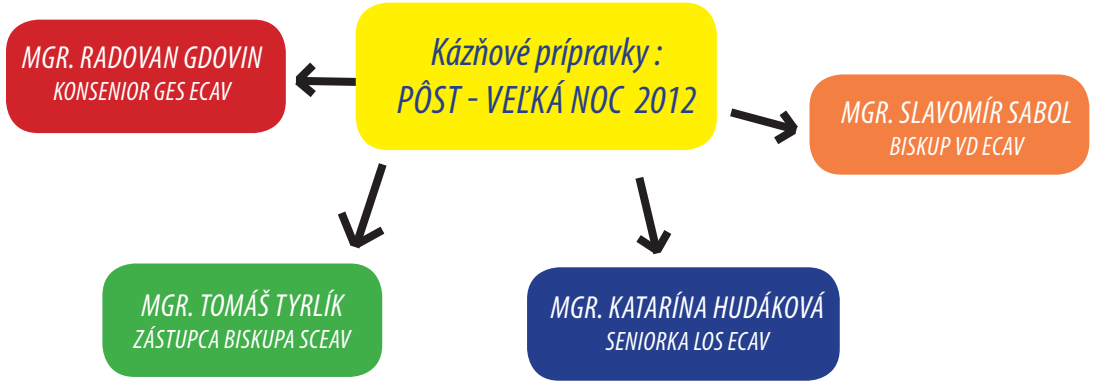 MGR. RADOVAN GDOVIN
KONSENIOR GES ECAV
Kázňové prípravky :
PÔST - VEĽKÁ NOC 2012
MGR. SLAVOMÍR SABOL
BISKUP VD ECAV
MGR. TOMÁŠ TYRLÍK
ZÁSTUPCA BISKUPA SCEAV
MGR. KATARÍNA HUDÁKOVÁ
SENIORKA LOS ECAV